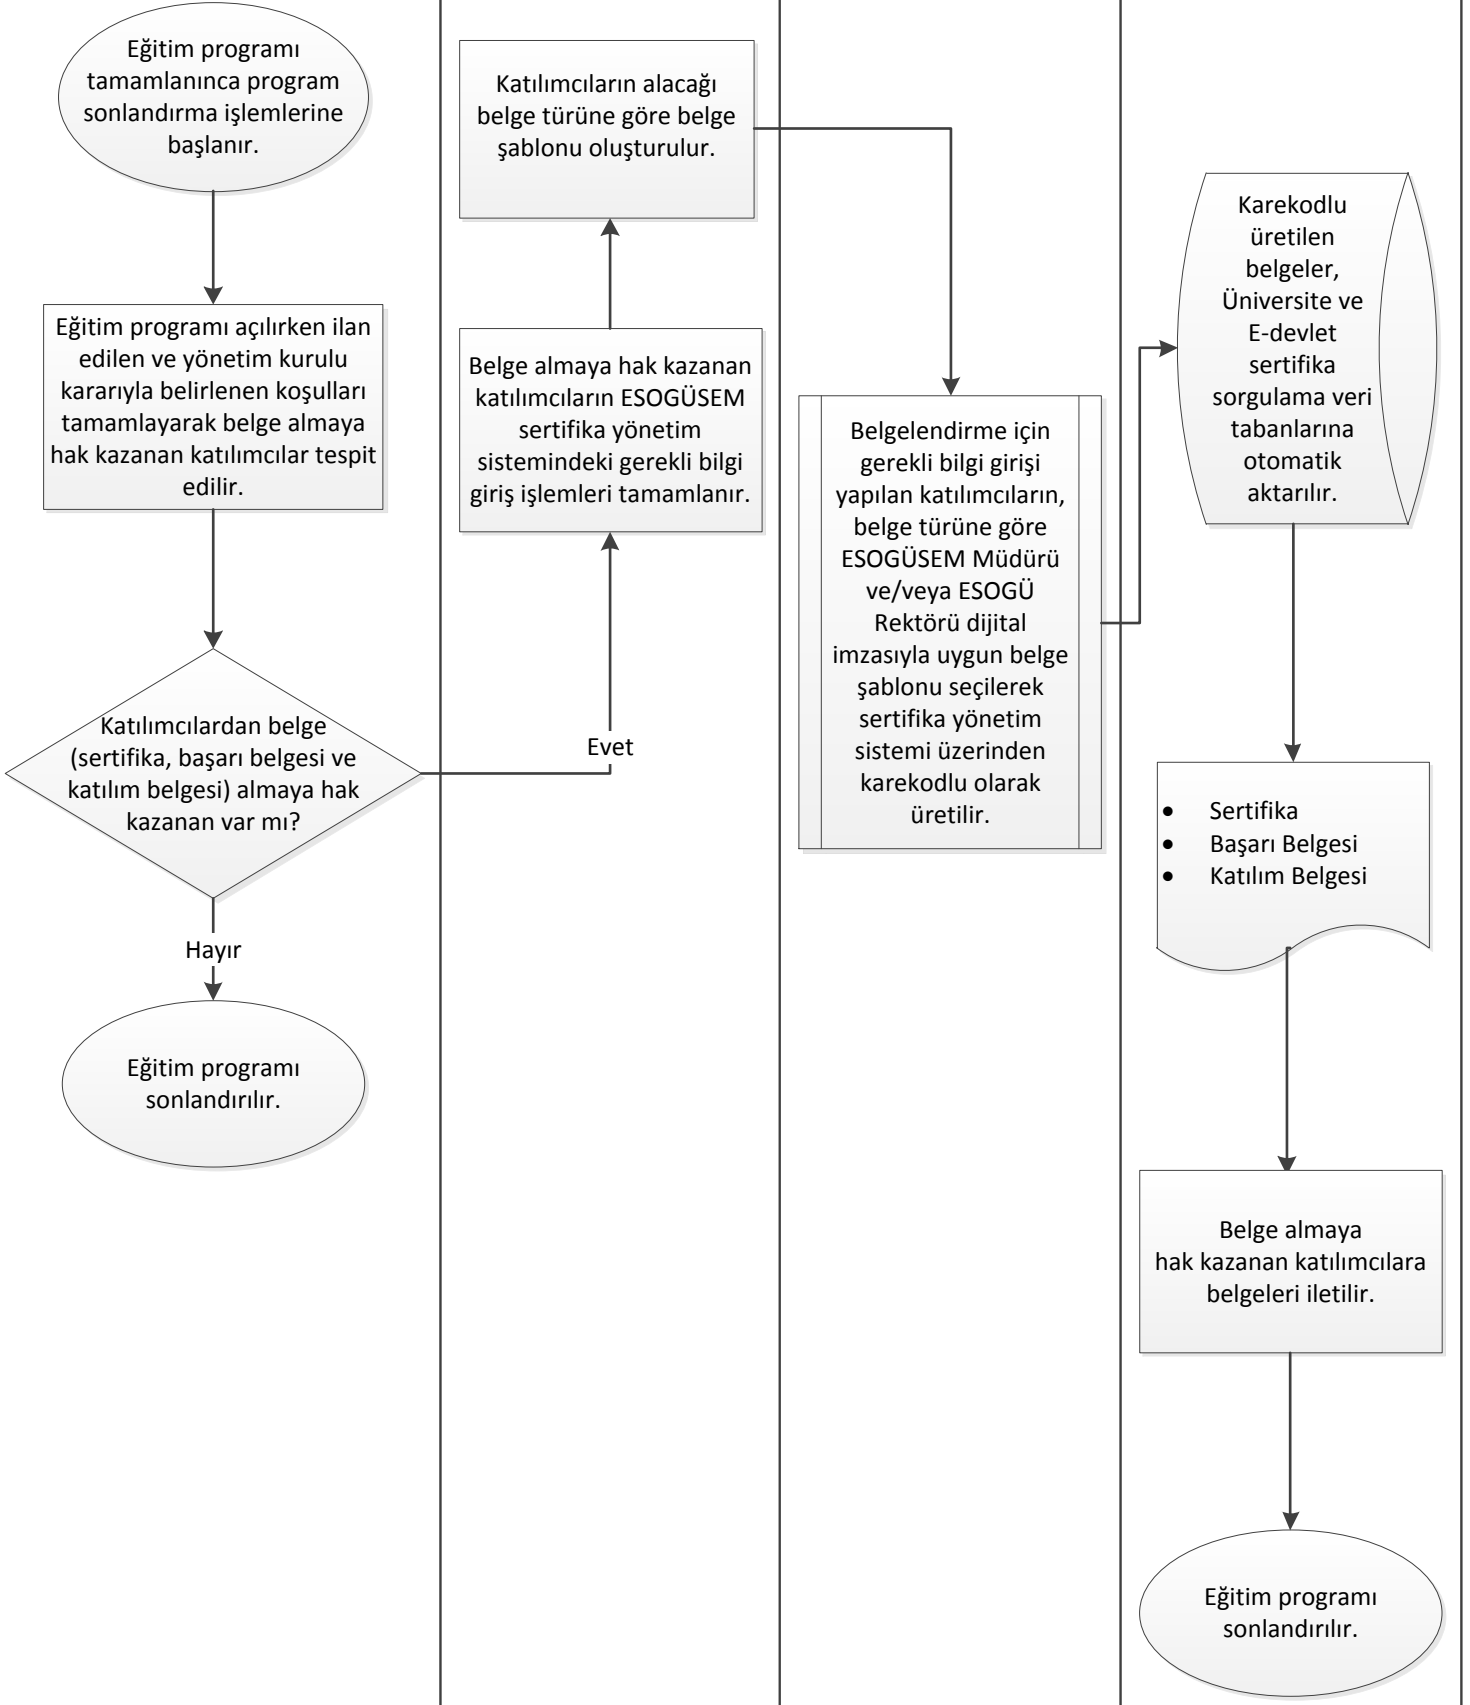 Eğitim programı
tamamlanınca program
sonlandırma işlemlerine
başlanır.
Eğitim programı açılırken ilan
edilen ve yönetim kurulu
kararıyla belirlenen koşulları
tamamlayarak belge almaya
hak kazanan katılımcılar tespit
edilir.
Katılımcılardan belge
(sertifika, başarı belgesi ve
katılım belgesi) almaya hak
kazanan var mı?
Hayır
Eğitim programı
sonlandırılır.
Evet
Belge almaya hak kazanan
katılımcıların ESOGÜSEM
sertifika yönetim
sistemindeki gerekli bilgi
giriş işlemleri tamamlanır.
Katılımcıların alacağı
belge türüne göre belge
şablonu oluşturulur.
Belgelendirme için
gerekli bilgi girişi
yapılan katılımcıların,
belge türüne göre
ESOGÜSEM Müdürü
ve/veya ESOGÜ
Rektörü dijital
imzasıyla uygun belge
şablonu seçilerek
sertifika yönetim
sistemi üzerinden
karekodlu olarak
üretilir.
Karekodlu
üretilen
belgeler,
Üniversite ve
E-devlet
sertifika
sorgulama veri
tabanlarına
otomatik
aktarılır.
• Sertifika
• Başarı Belgesi
• Katılım Belgesi
Belge almaya
hak kazanan katılımcılara
belgeleri iletilir.
Eğitim programı
sonlandırılır.